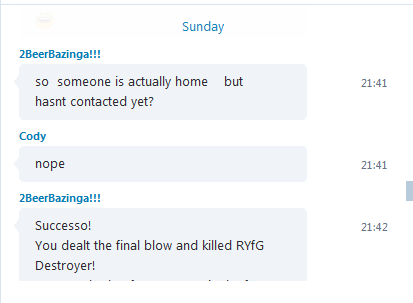 Sunday
2BeerBazinga!!!
so  someone is actually home    but
hasnt contacted yet?
21:41
Cody
nope
21:41
2BeerBazinga!!!
Successo!
21:42
You dealt the final blow and killed RYfG
Destroyer!